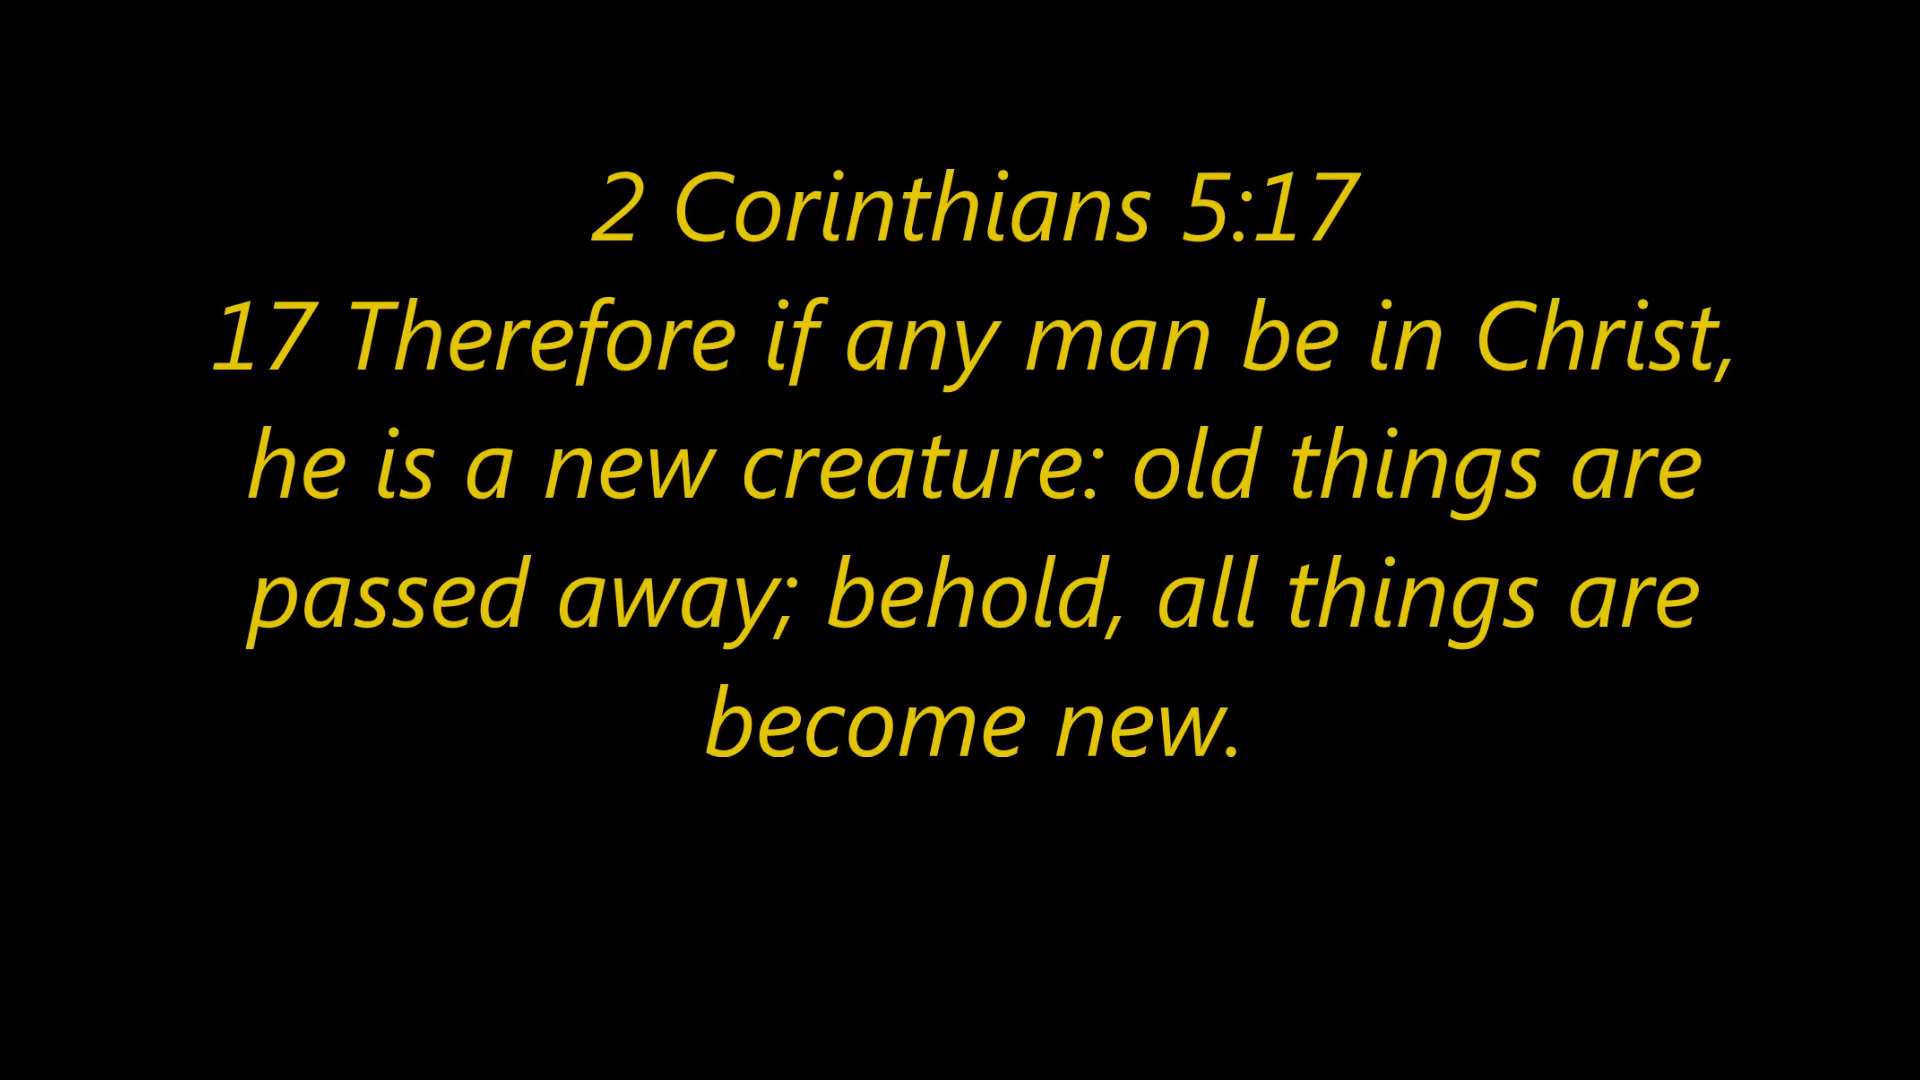 2 Corinthians 5:17
17 Therefore if any man be in Christ,
he is a new creature: old things are
passed away; behold, all things are
become new.